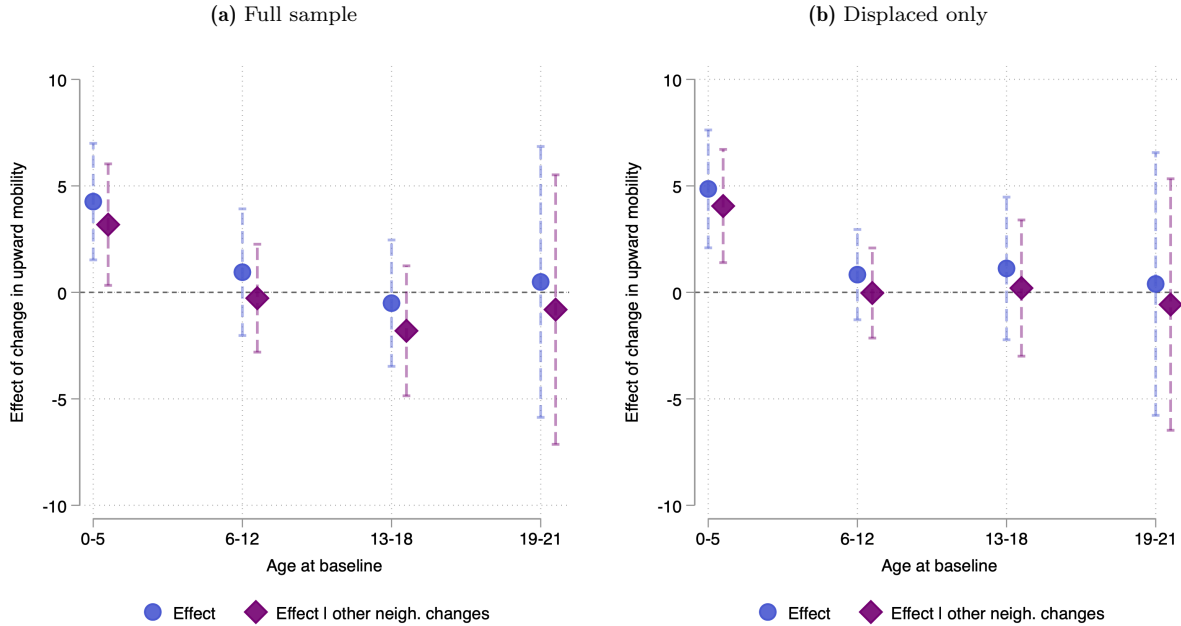 (a) Full sample
Effect of change in upward mobility
10
5
0
-5
-10
0-5 6-12 13-18 19-21
Age at baseline
Effect Effect | other neigh. changes
(b) Displaced only
Effect of change in upward mobility
10
5
0
-5
-10
0-5 6-12 13-18 19-21
Age at baseline
Effect Effect | other neigh. changes